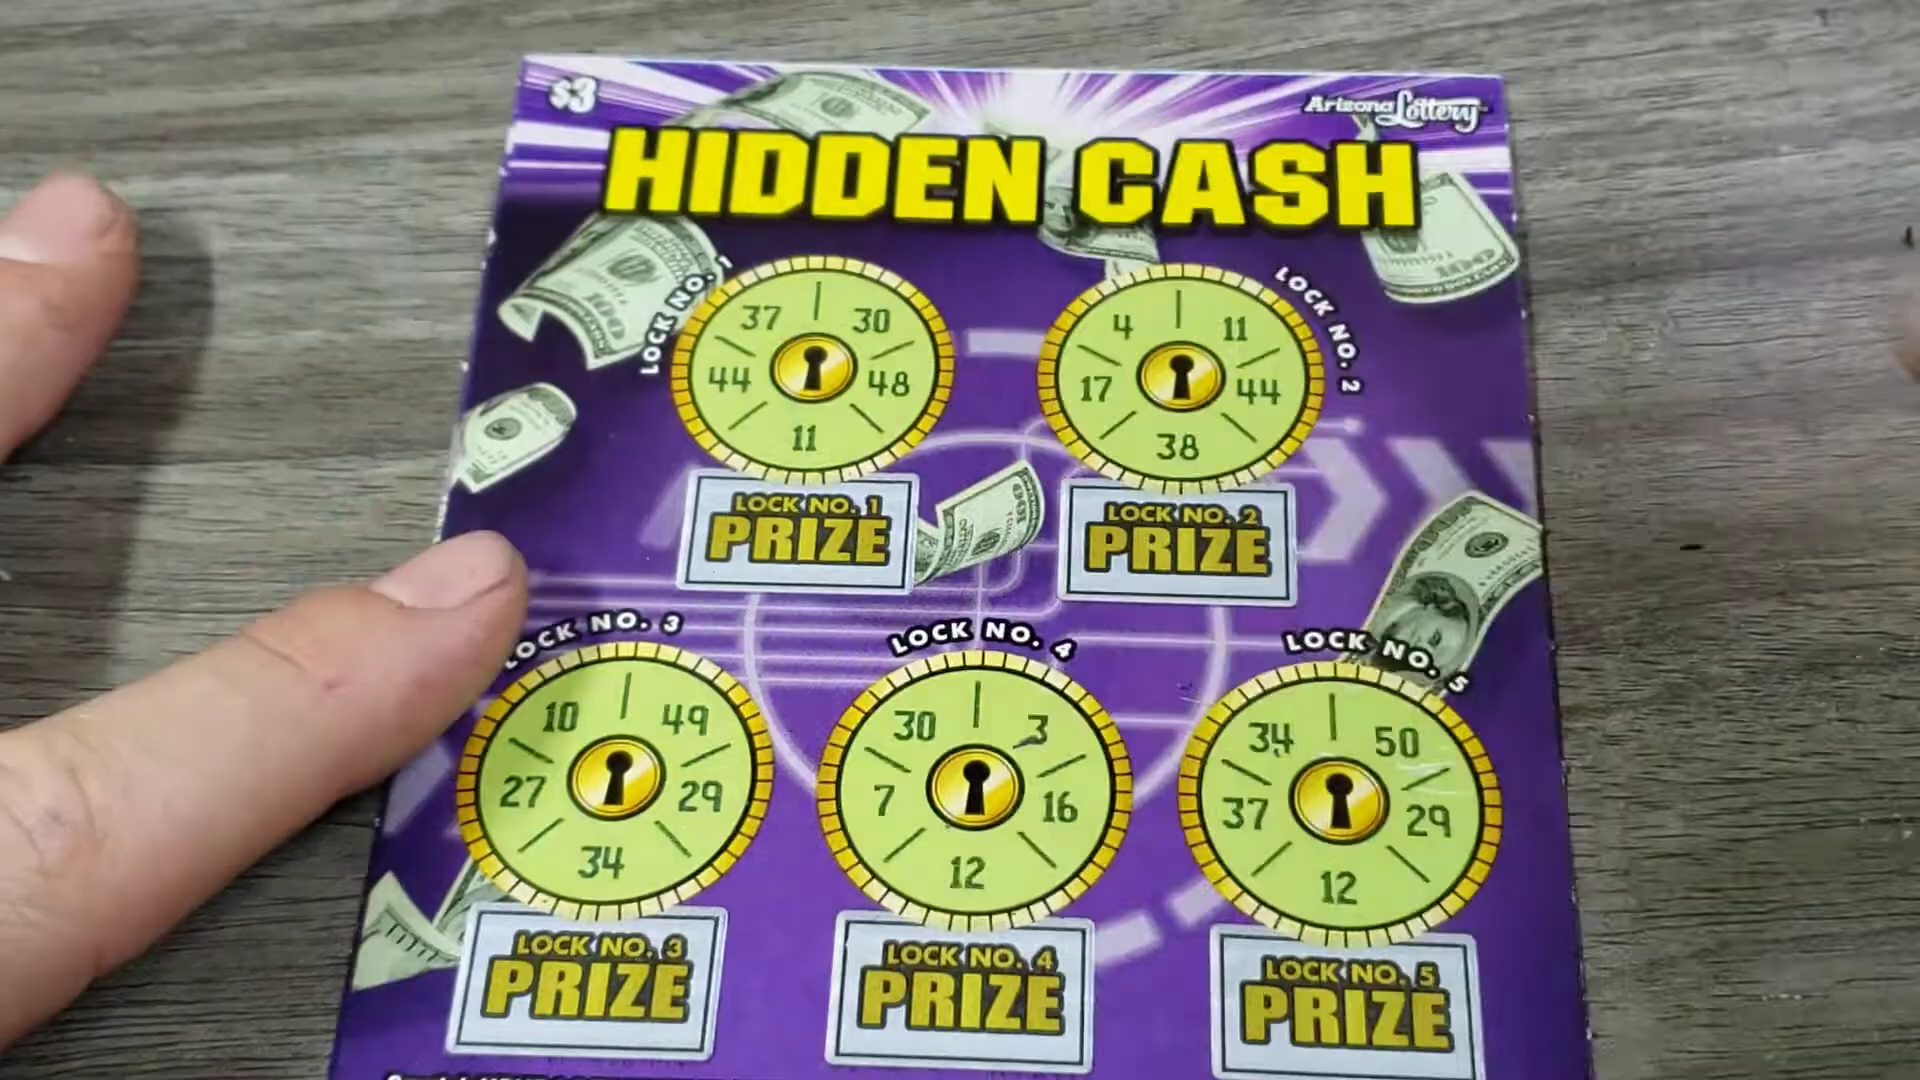 $3
Arizona Lottery
HIDDEN CASH
LOCK NO. 1
37 30
44 48
11
LOCK NO. 1
PRIZE
LOCK NO. 2
4 11
17 44
38
LOCK NO. 2
PRIZE
LOCK NO. 3
10 49
27 29
34
LOCK NO. 3
PRIZE
LOCK NO. 4
30 3
7 16
12
LOCK NO. 4
PRIZE
LOCK NO. 5
34 50
37 29
12
LOCK NO. 5
PRIZE